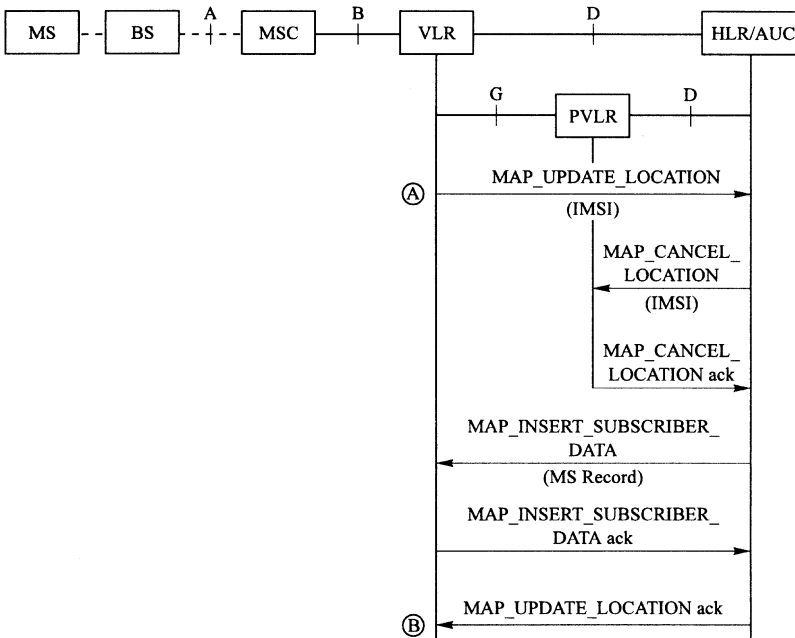 A
B
D
MS
BS
MSC
VLR
HLR/AUC
G
D
PVLR
MAP_UPDATE_LOCATION
A
(IMSI)
MAP_CANCEL_
LOCATION
(IMSI)
MAP_CANCEL_
LOCATION ack
MAP_INSERT_SUBSCRIBER_
DATA
(MS Record)
MAP_INSERT_SUBSCRIBER_
DATA ack
MAP_UPDATE_LOCATION ack
B